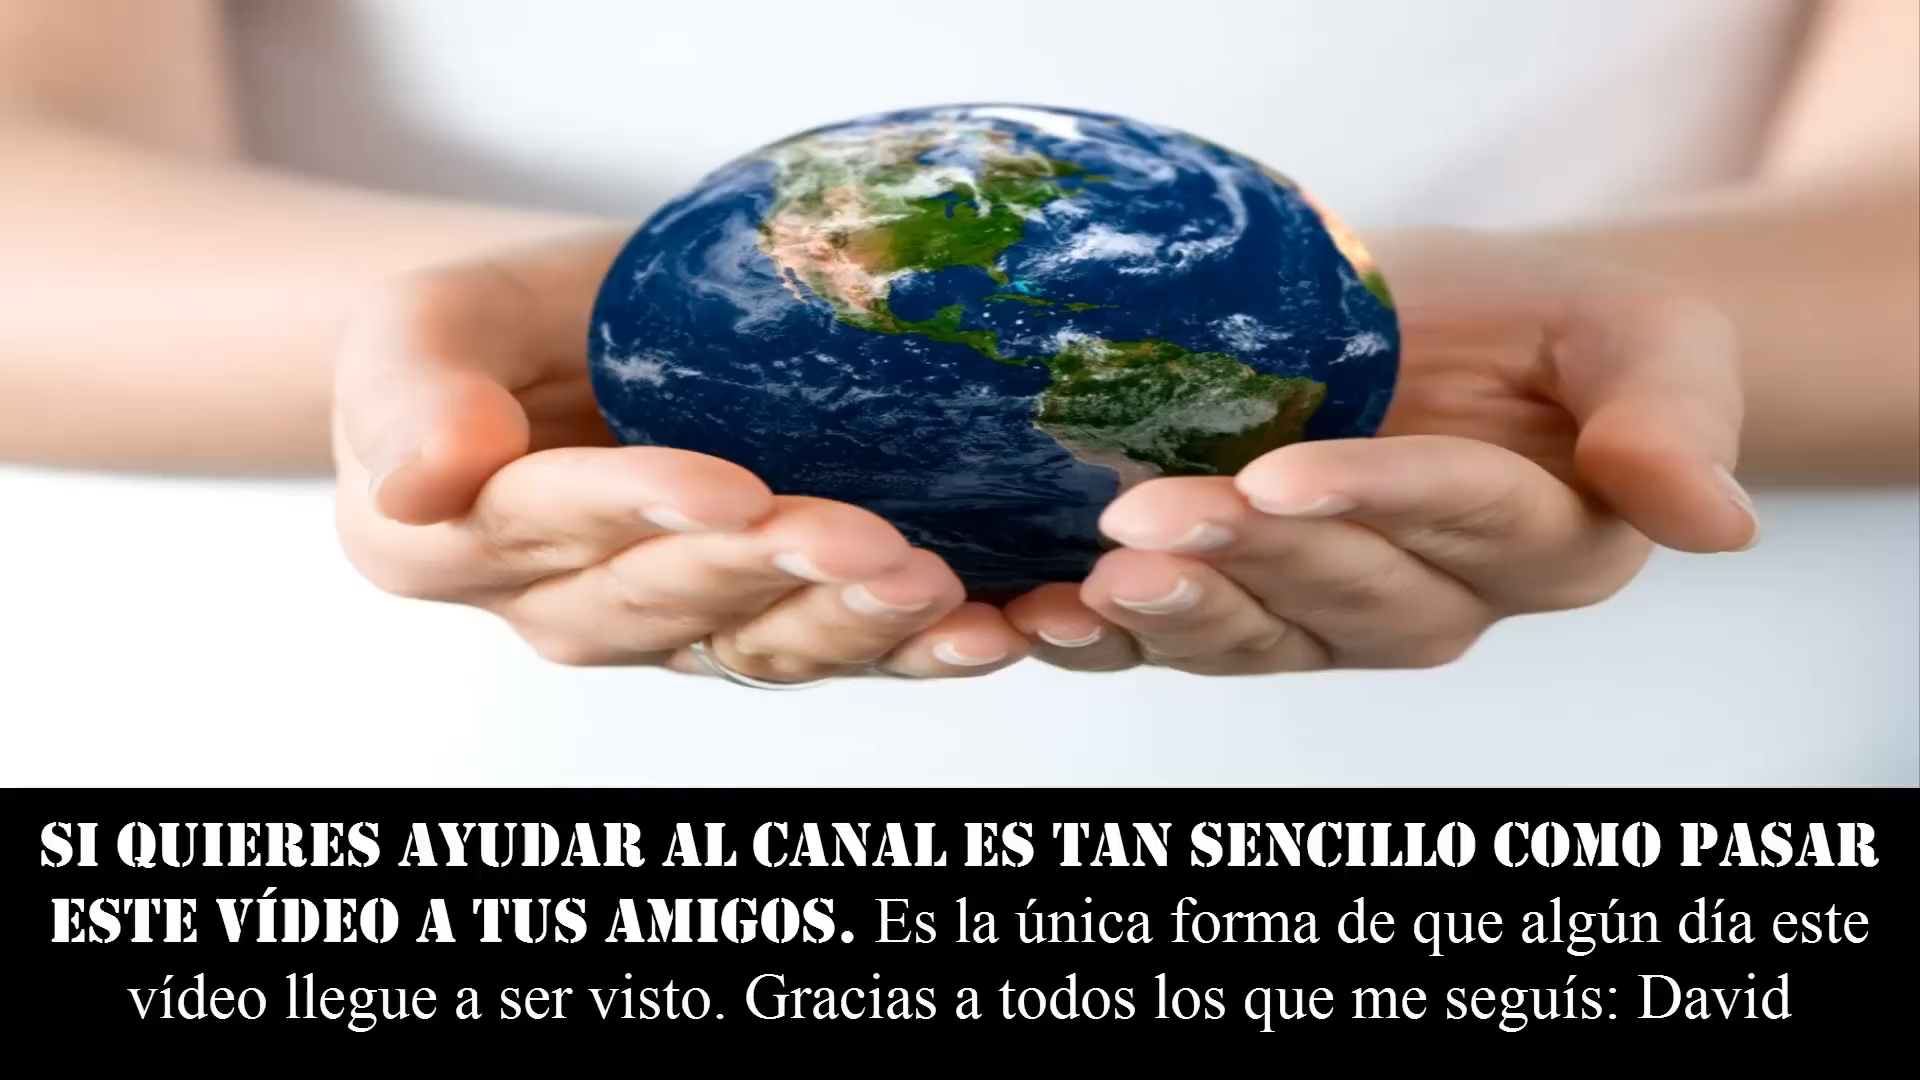 SI QUIERES AYUDAR AL CANAL ES TAN SENCILLO COMO PASAR
ESTE VÍDEO A TUS AMIGOS. Es la única forma de que algún día este
vídeo llegue a ser visto. Gracias a todos los que me seguís: David